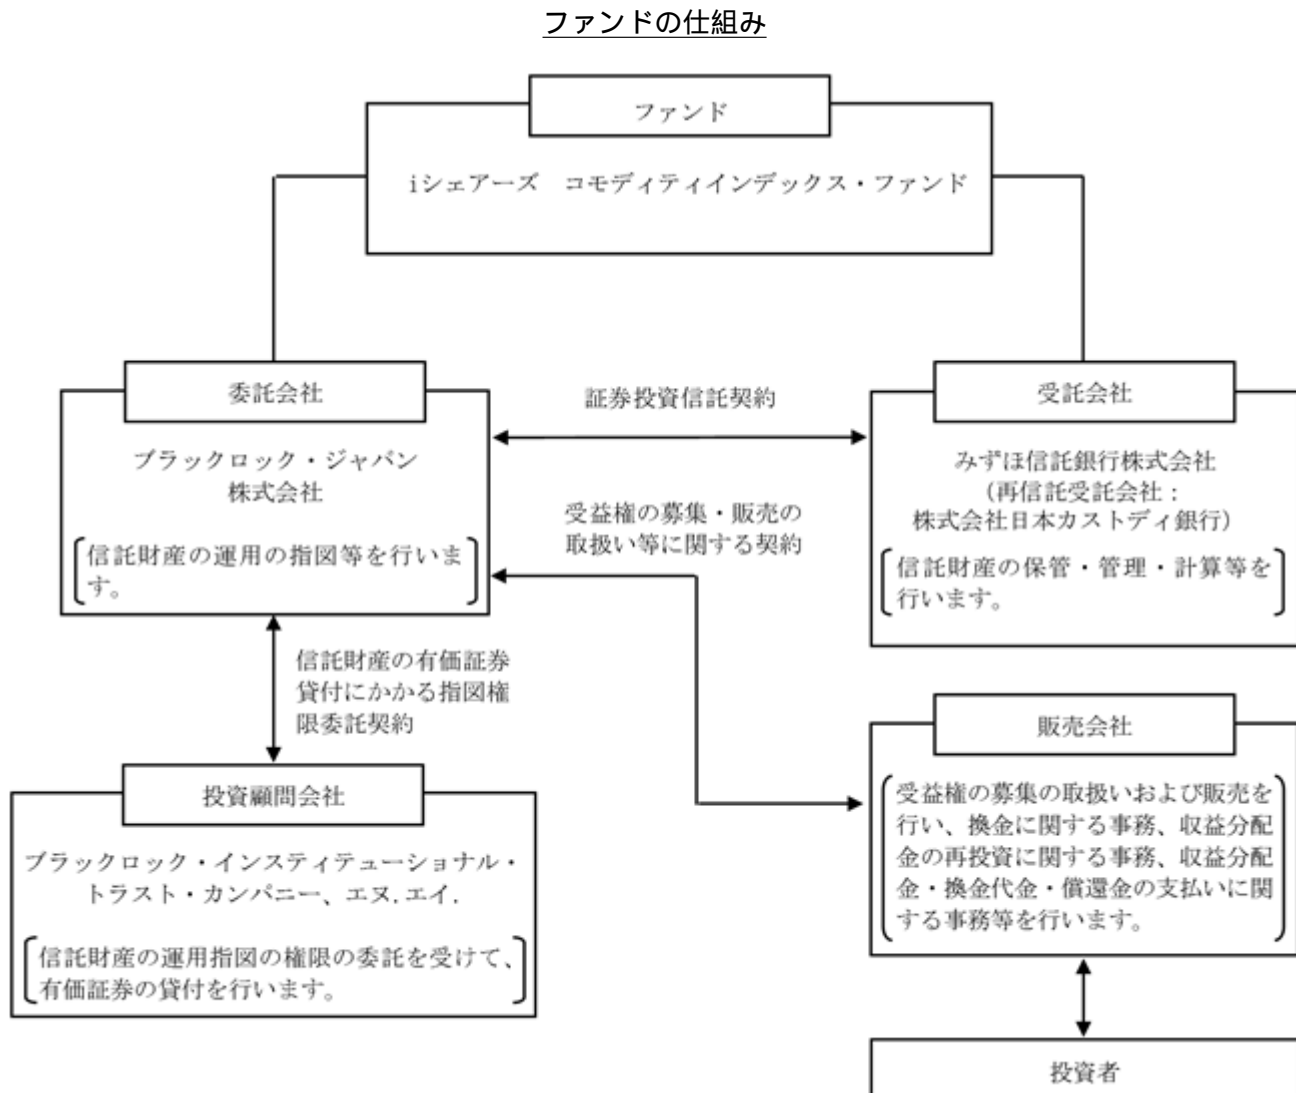 ファンドの仕組み
ファンド
iシェアーズ　コモディティインデックス・ファンド
委託会社
ブラックロック・ジャパン
株式会社
信託財産の運用の指図等を行いま
す。
証券投資信託契約
受益権の募集・販売の
取扱い等に関する契約
受託会社
みずほ信託銀行株式会社
（再信託受託会社：
株式会社日本カストディ銀行）
信託財産の保管・管理・計算等を
行います。
信託財産の有価証券
貸付にかかる指図権
限委託契約
投資顧問会社
ブラックロック・インスティテューショナル・
トラスト・カンパニー、エヌ.エイ.
信託財産の運用指図の権限の委託を受けて、
有価証券の貸付を行います。
販売会社
受益権の募集の取扱いおよび販売を
行い、換金に関する事務、収益分配
金の再投資に関する事務、収益分配
金・換金代金・償還金の支払いに関
する事務等を行います。
投資者